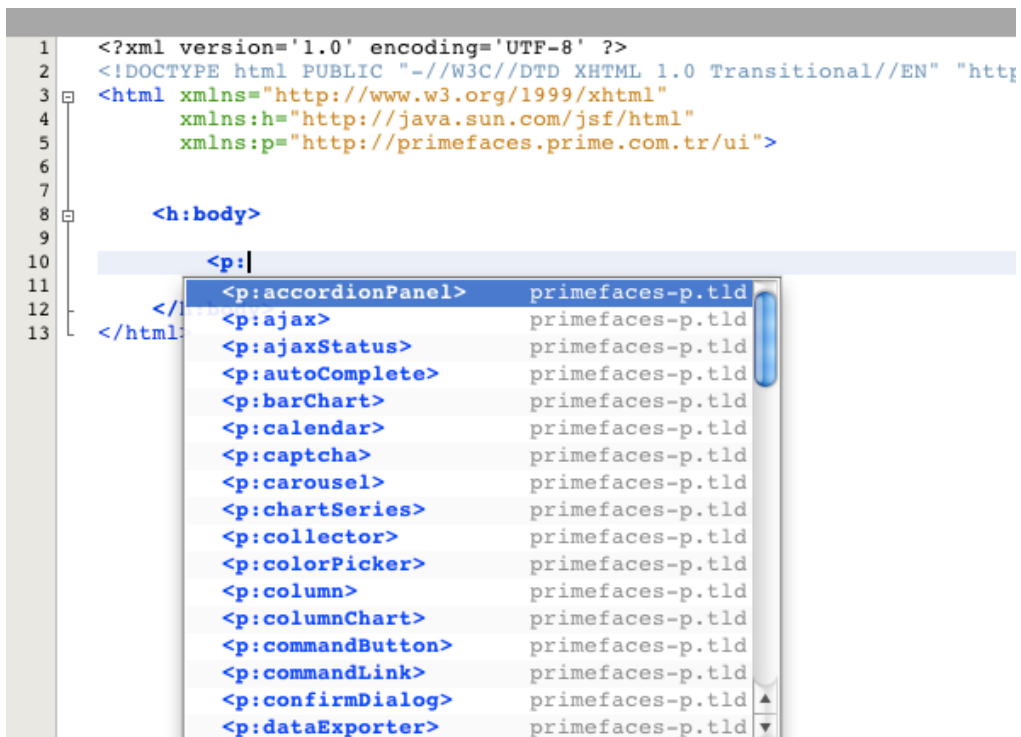 1 <?xml version='1.0' encoding='UTF-8' ?>
2 <!DOCTYPE html PUBLIC "-//W3C//DTD XHTML 1.0 Transitional//EN" "http
3 <html xmlns="http://www.w3.org/1999/xhtml"
4 xmlns:h="http://java.sun.com/jsf/html"
5 xmlns:p="http://primefaces.prime.com.tr/ui">
6
7
8 <h:body>
9
10 <p:
11
12 </h:body>
13 </html>
<p:accordionPanel> primefaces-p.tld
<p:ajax> primefaces-p.tld
<p:ajaxStatus> primefaces-p.tld
<p:autoComplete> primefaces-p.tld
<p:barChart> primefaces-p.tld
<p:calendar> primefaces-p.tld
<p:captcha> primefaces-p.tld
<p:carousel> primefaces-p.tld
<p:chartSeries> primefaces-p.tld
<p:collector> primefaces-p.tld
<p:colorPicker> primefaces-p.tld
<p:column> primefaces-p.tld
<p:columnChart> primefaces-p.tld
<p:commandButton> primefaces-p.tld
<p:commandLink> primefaces-p.tld
<p:confirmDialog> primefaces-p.tld
<p:dataExporter> primefaces-p.tld